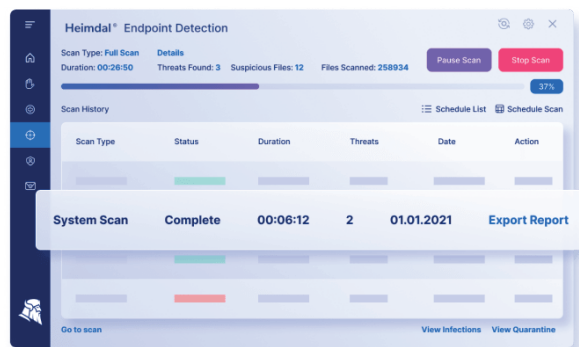 Heimdal® Endpoint Detection
Scan Type: Full Scan Details
Duration: 00:26:50 Threats Found: 3 Suspicious Files: 12 Files Scanned: 258934
Pause Scan Stop Scan
37%
Scan History Schedule List Schedule Scan
Scan Type Status Duration Threats Date Action
System Scan Complete 00:06:12 2 01.01.2021 Export Report
Go to scan View Infections View Quarantine